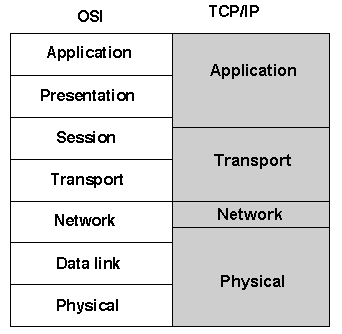 OSI
TCP/IP
Application
Presentation
Session
Transport
Network
Data link
Physical
Application
Transport
Network
Physical